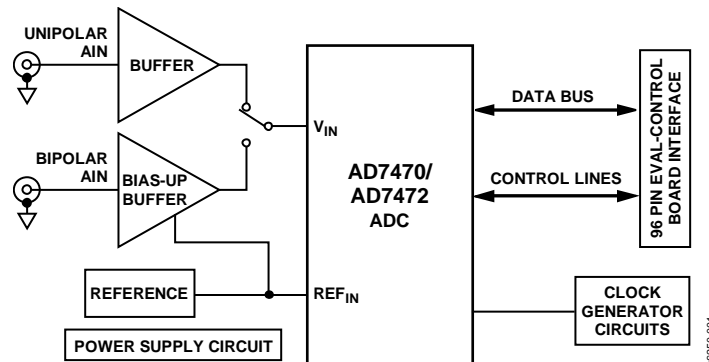 UNIPOLAR
AIN
BUFFER
BIPOLAR
AIN
BIAS-UP
BUFFER
REFERENCE
POWER SUPPLY CIRCUIT
VIN
REFIN
AD7470/
AD7472
ADC
DATA BUS
CONTROL LINES
96 PIN EVAL-CONTROL
BOARD INTERFACE
CLOCK
GENERATOR
CIRCUITS